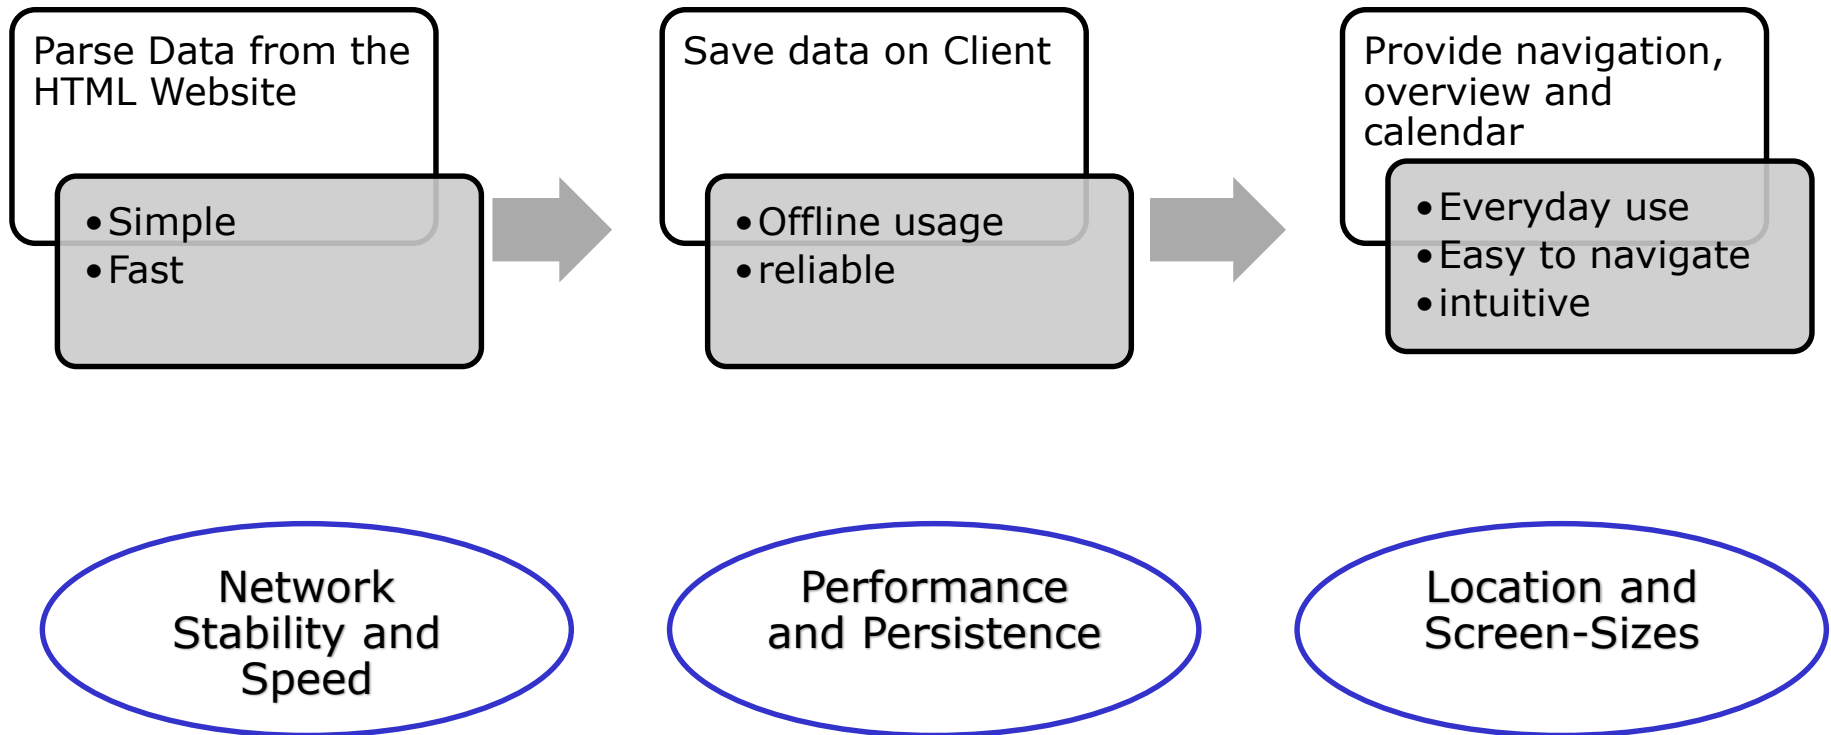 Parse Data from the
HTML Website
•Simple
•Fast
Save data on Client
•Offline usage
•reliable
Provide navigation,
overview and
calendar
•Everyday use
•Easy to navigate
•intuitive
Network
Stability and
Speed
Performance
and Persistence
Location and
Screen-Sizes